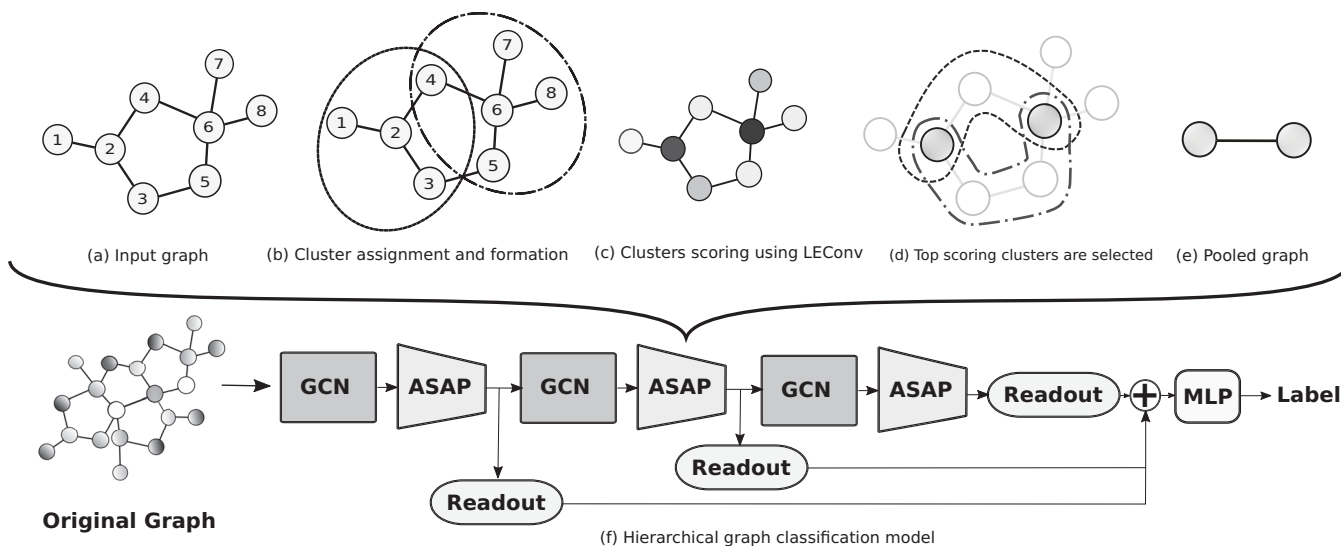 7
4
8
6
1
2
5
3
7
4
8
6
1
2
5
3
(a) Input graph
(b) Cluster assignment and formation
(c) Clusters scoring using LEConv
(d) Top scoring clusters are selected
(e) Pooled graph
GCN
ASAP
GCN
ASAP
GCN
ASAP
Readout
MLP
Label
Readout
Readout
Original Graph
(f) Hierarchical graph classification model